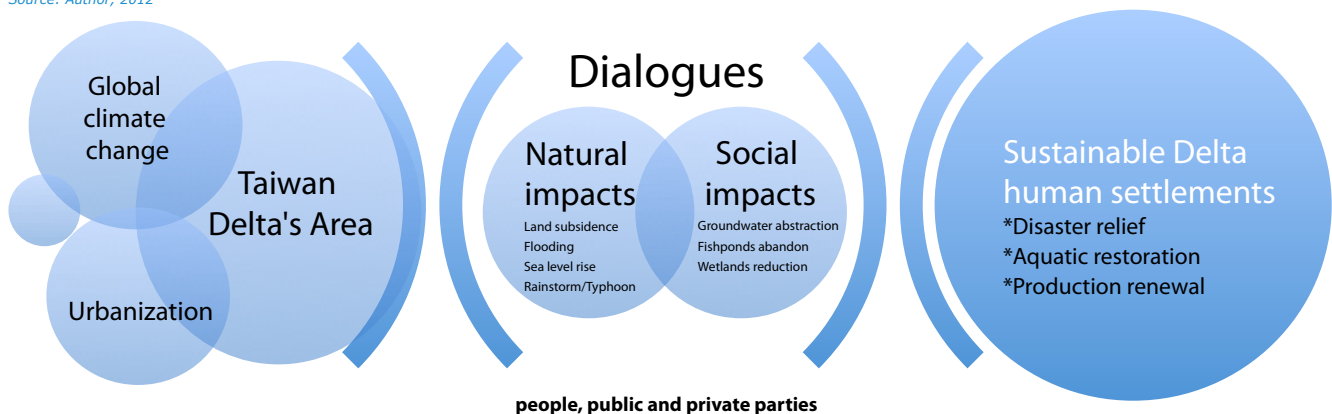 Source: Author, 2012
Global
climate
change
Taiwan
Delta's Area
Urbanization
Dialogues
Natural
impacts
Land subsidence
Flooding
Sea level rise
Rainstorm/Typhoon
Social
impacts
Groundwater abstraction
Fishponds abandon
Wetlands reduction
people, public and private parties
Sustainable Delta
human settlements
*Disaster relief
*Aquatic restoration
*Production renewal